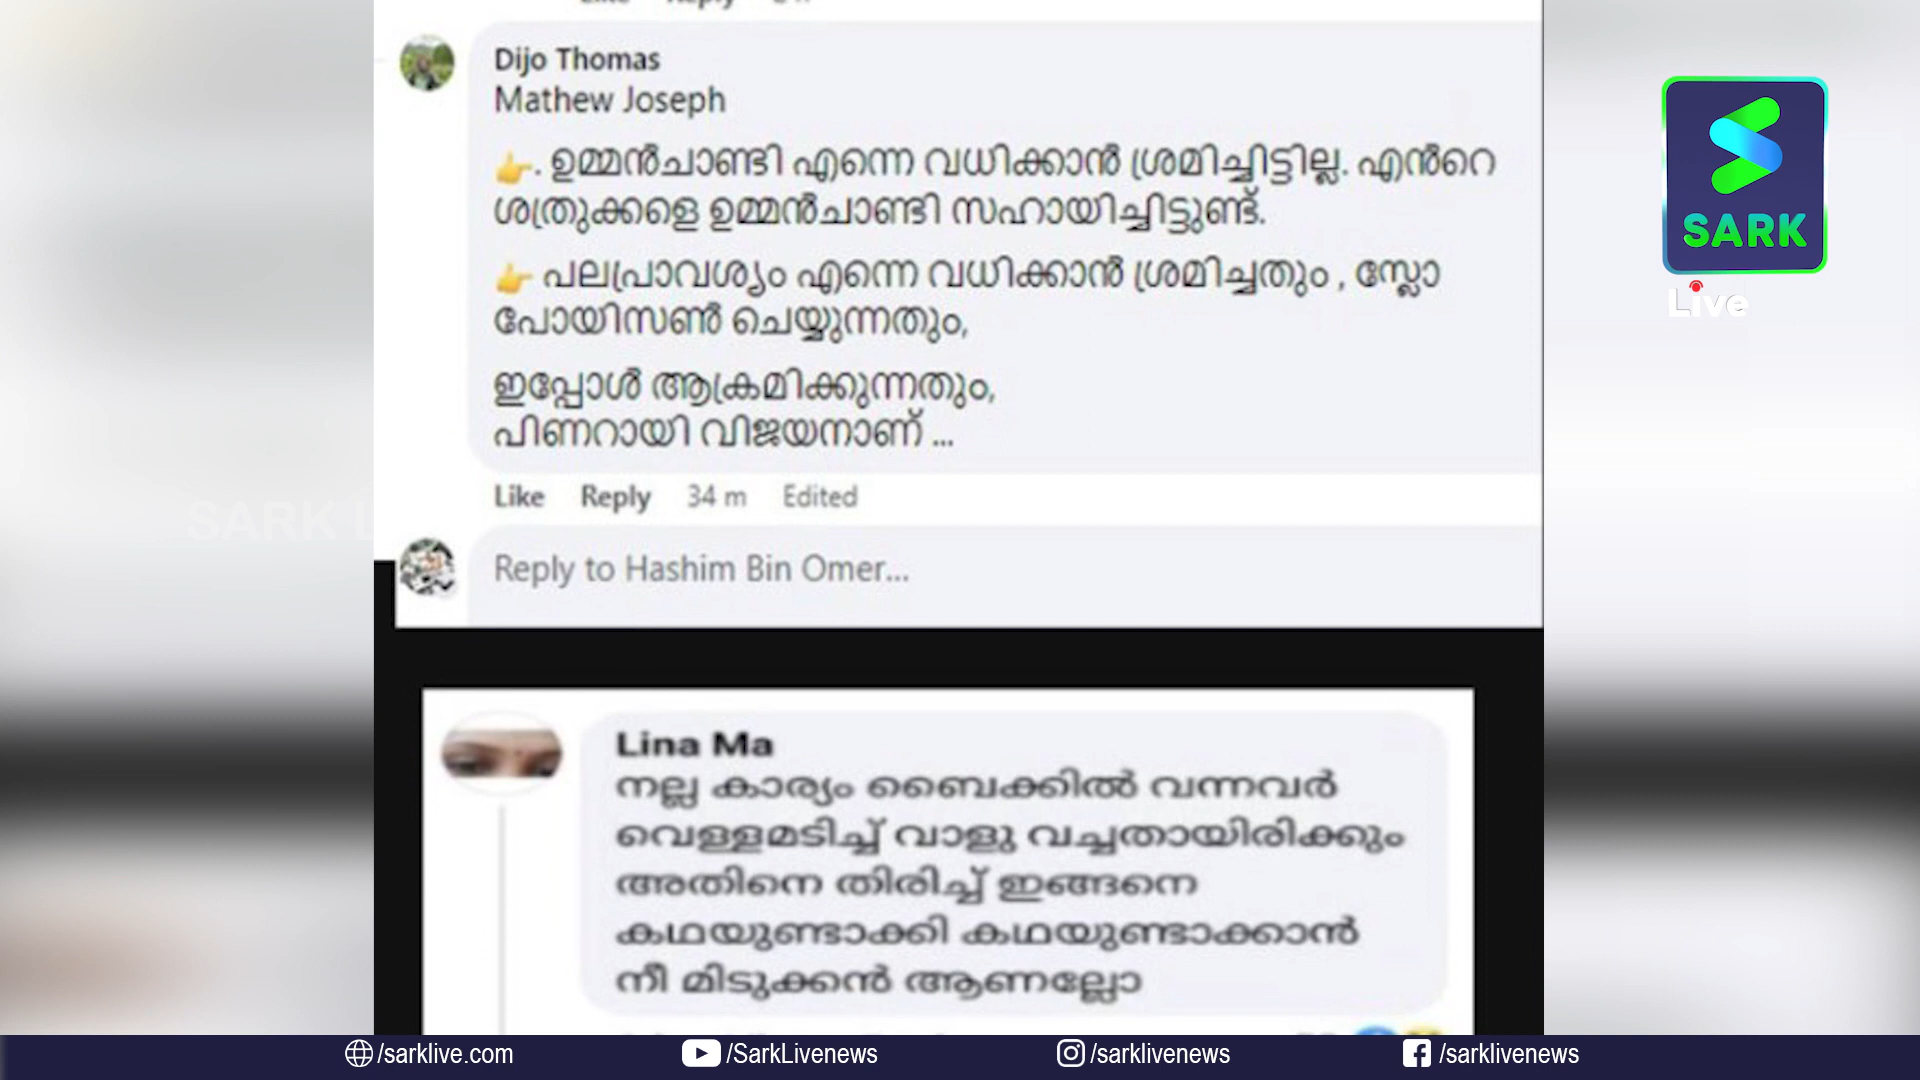 Dijo Thomas
Mathew Joseph
👉. ഉമ്മൻചാണ്ടി എന്നെ വധിക്കാൻ ശ്രമിച്ചിട്ടില്ല. എൻറെ
ശത്രുക്കളെ ഉമ്മൻചാണ്ടി സഹായിച്ചിട്ടുണ്ട്.
👉 പലപ്രാവശ്യം എന്നെ വധിക്കാൻ ശ്രമിച്ചതും , സ്ലോ
പോയിസൺ ചെയ്യുന്നതും,
ഇപ്പോൾ ആക്രമിക്കുന്നതും,
പിണറായി വിജയനാണ് ...
Like Reply 34 m Edited
Reply to Hashim Bin Omer...
Lina Ma
നല്ല കാര്യം ബൈക്കിൽ വന്നവർ
വെള്ളമടിച്ച് വാളു വച്ചതായിരിക്കും
അതിനെ തിരിച്ച് ഇങ്ങനെ
കഥയുണ്ടാക്കി കഥയുണ്ടാക്കാൻ
നീ മിടുക്കൻ ആണല്ലോ
SARK
Live
SARK L
/sarklive.com /SarkLivenews /sarklivenews /sarklivenews